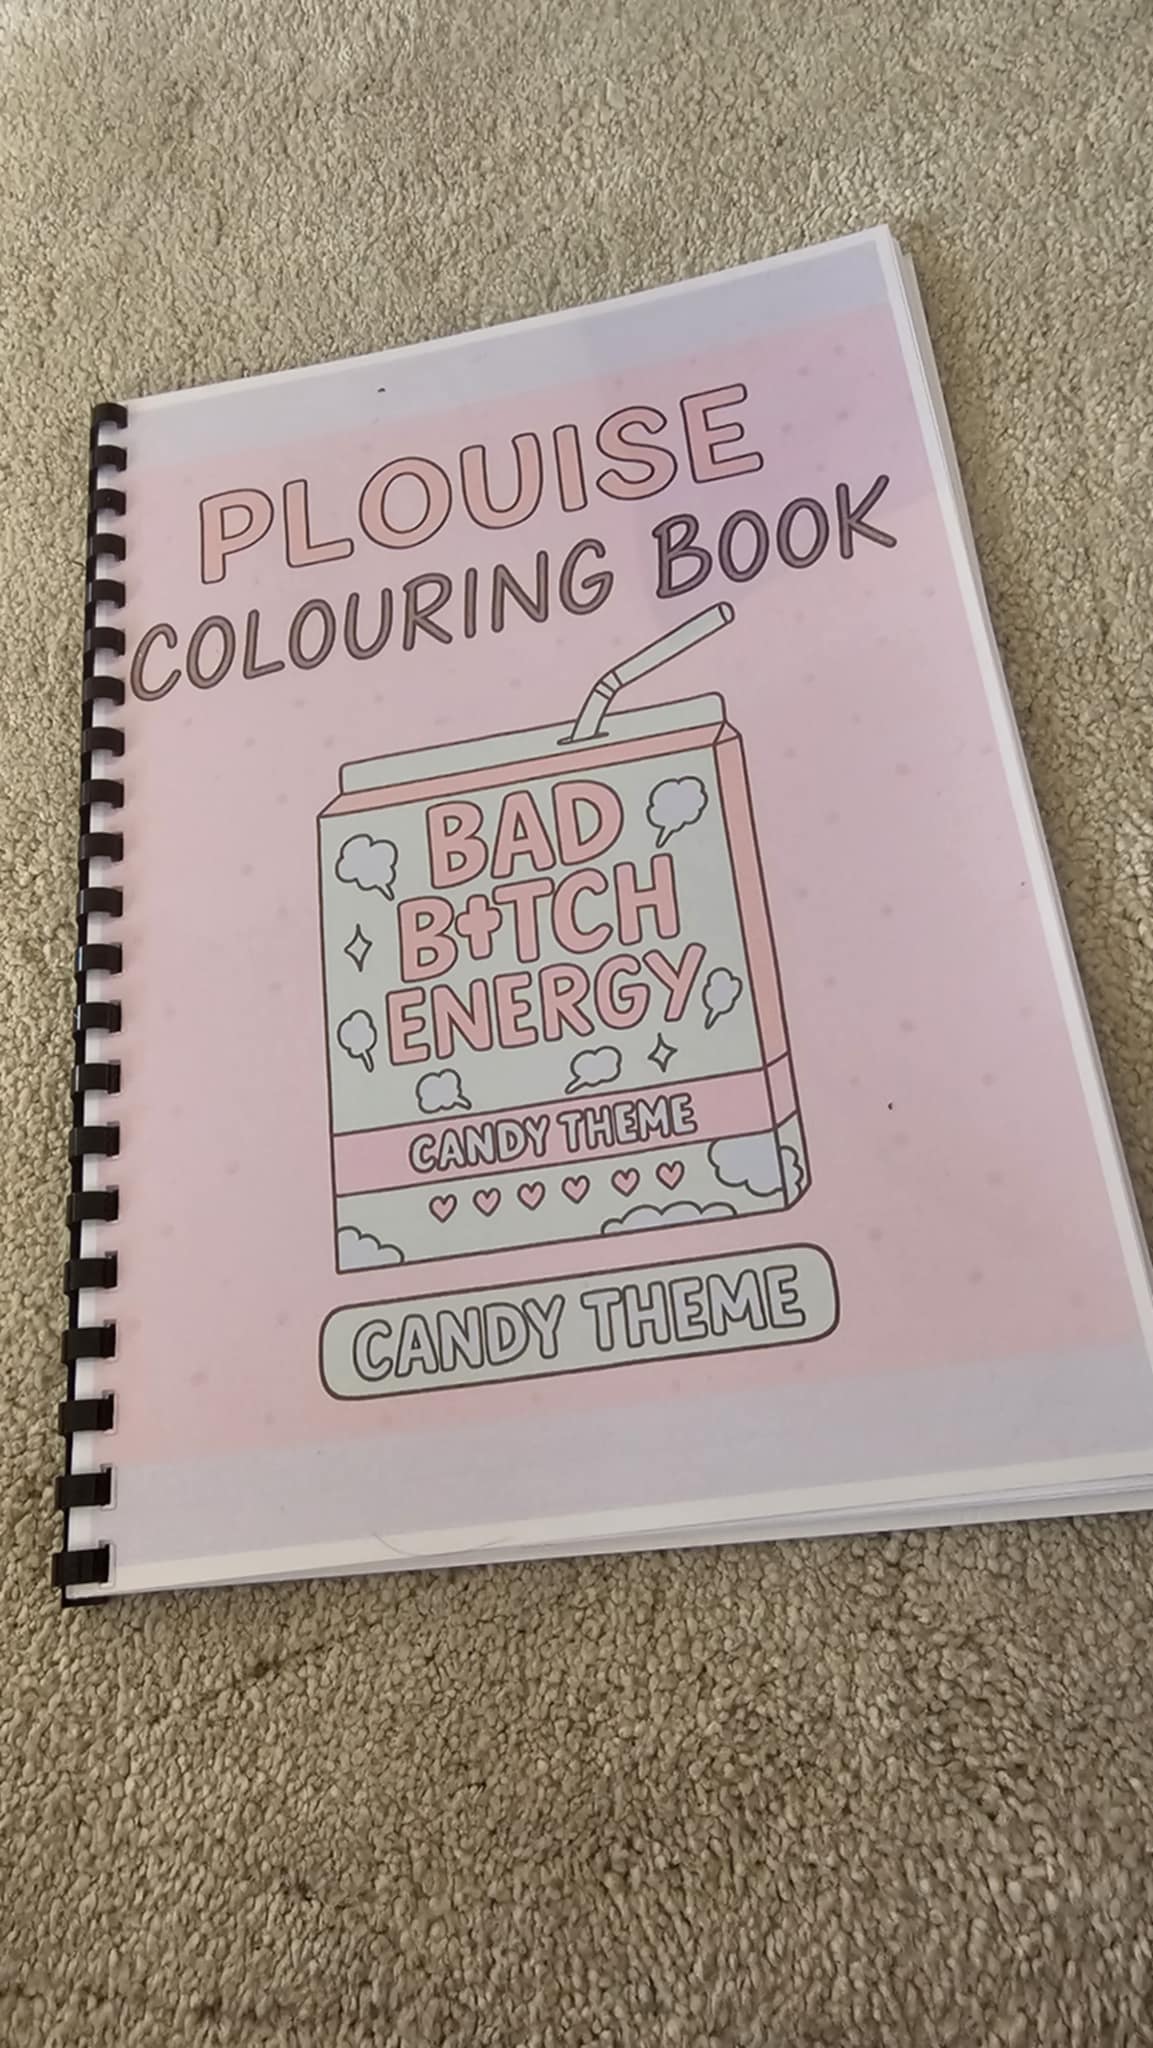 PLOUISE
COLOURING BOOK
BAD
B†TCH
ENERGY
CANDY THEME
CANDY THEME